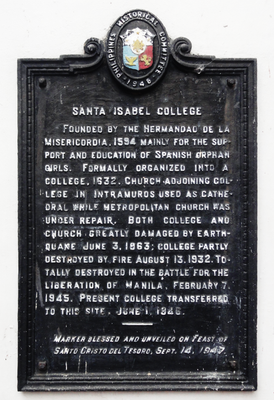 PHILIPPINES HISTORICAL COMMITTEE
1948
SANTA ISABEL COLLEGE
FOUNDED BY THE HERMANDAD DE LA
MISERICORDIA, 1594 MAINLY FOR THE SUP-
PORT AND EDUCATION OF SPANISH ORPHAN
GIRLS. FORMALLY ORGANIZED INTO A
COLLEGE, 1632. CHURCH ADJOINING COL-
LEGE IN INTRAMUROS USED AS CATHE-
DRAL WHILE METROPOLITAN CHURCH WAS
UNDER REPAIR. BOTH COLLEGE AND
CHURCH GREATLY DAMAGED BY EARTH-
QUAKE JUNE 3, 1863; COLLEGE PARTLY
DESTROYED BY FIRE AUGUST 13, 1932. TO-
TALLY DESTROYED IN THE BATTLE FOR THE
LIBERATION OF MANILA, FEBRUARY 7,
1945. PRESENT COLLEGE TRANSFERRED
TO THIS SITE, JUNE 1, 1946.
MARKER BLESSED AND UNVEILED ON FEAST OF
SANTO CRISTO DEL TESORO, SEPT. 14, 1949